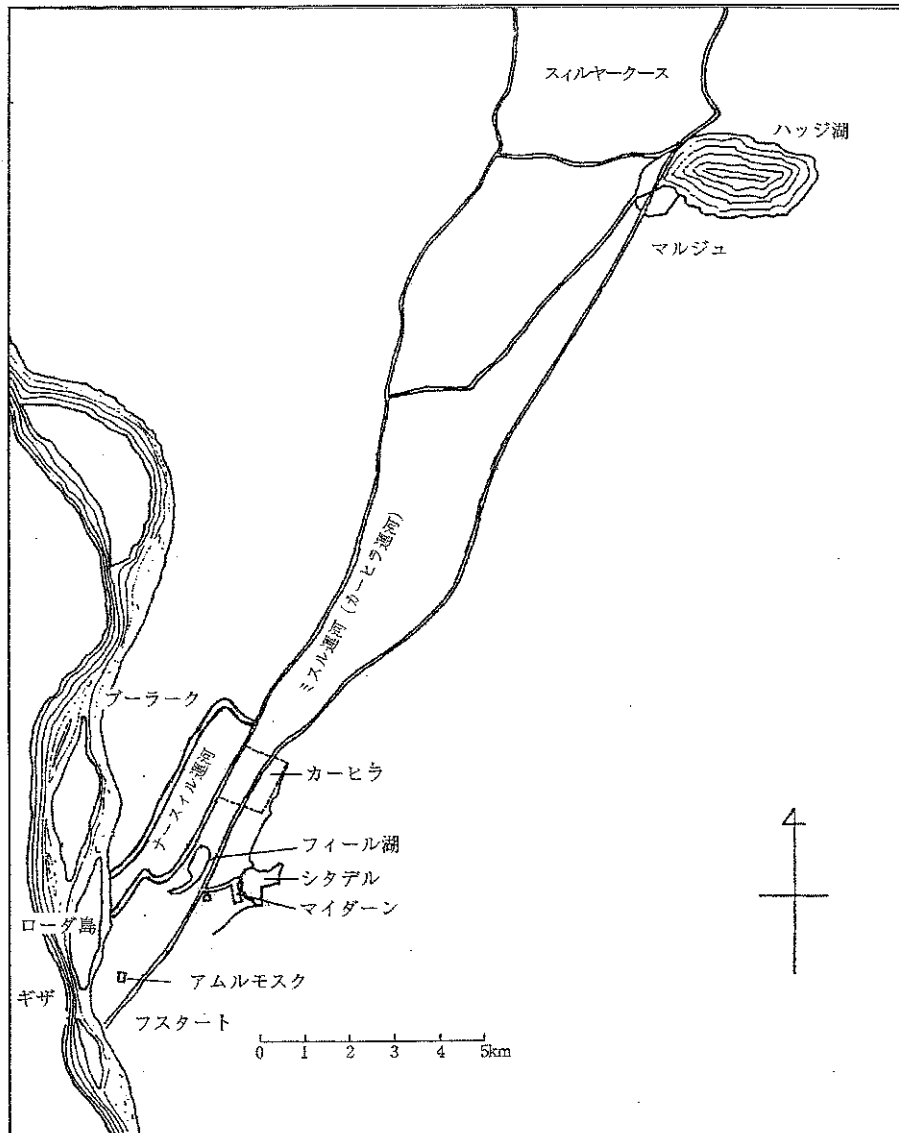 スィルヤークース
ハッジ湖
マルジュ
ミスル運河(カーヒラ運河)
ブーラーク
ナースィル運河
カーヒラ
フィール湖
シタデル
マイダーン
ローダ島
アムルモスク
ギザ
フスタート
0 1 2 3 4 5km